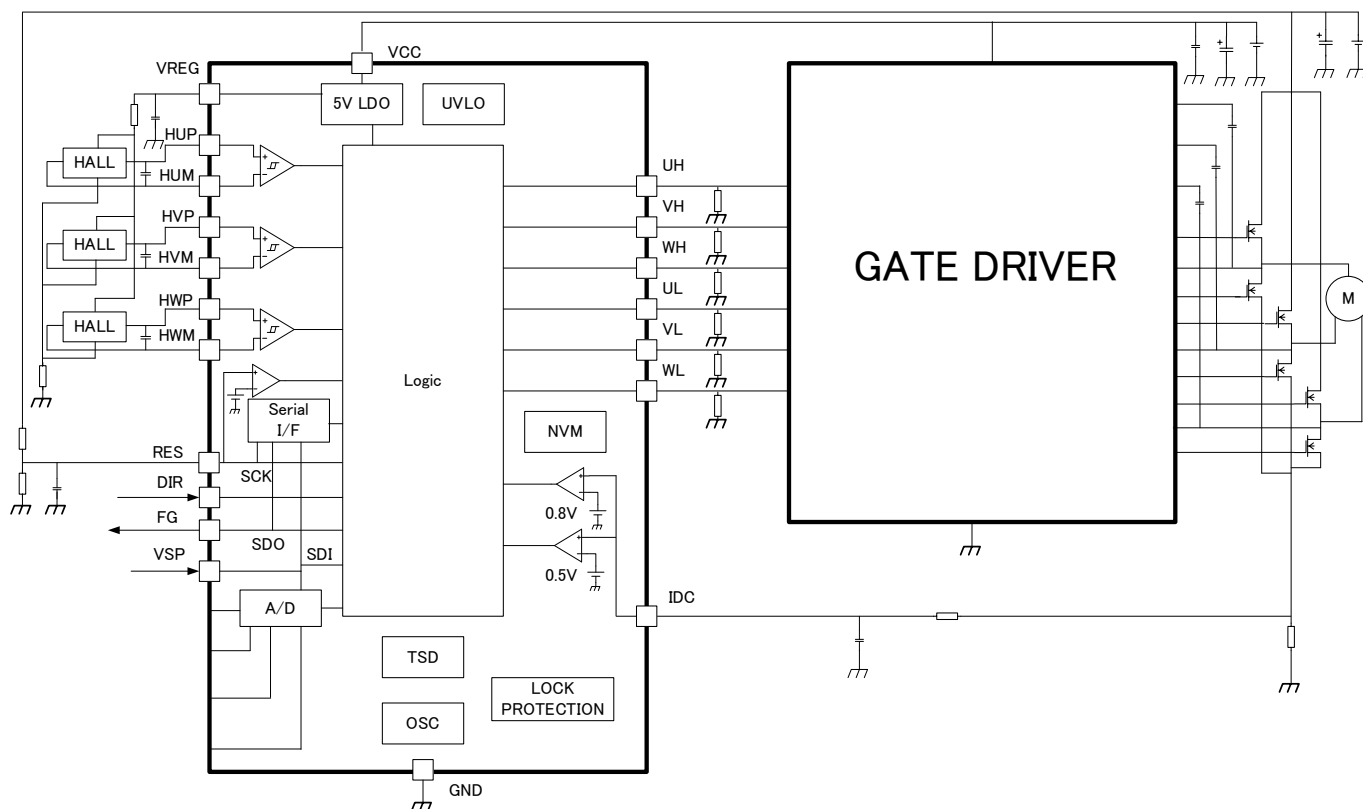 VCC
VREG
5V LDO
UVLO
HUP
HALL
HUM
HVP
HALL
HVM
HWP
HALL
HWM
Logic
Serial
I/F
NVM
RES
SCK
DIR
0.8V
FG
SDO
SDI
VSP
0.5V
A/D
IDC
TSD
LOCK
PROTECTION
OSC
GND
UH
VH
WH
UL
VL
WL
GATE DRIVER
M
+
+